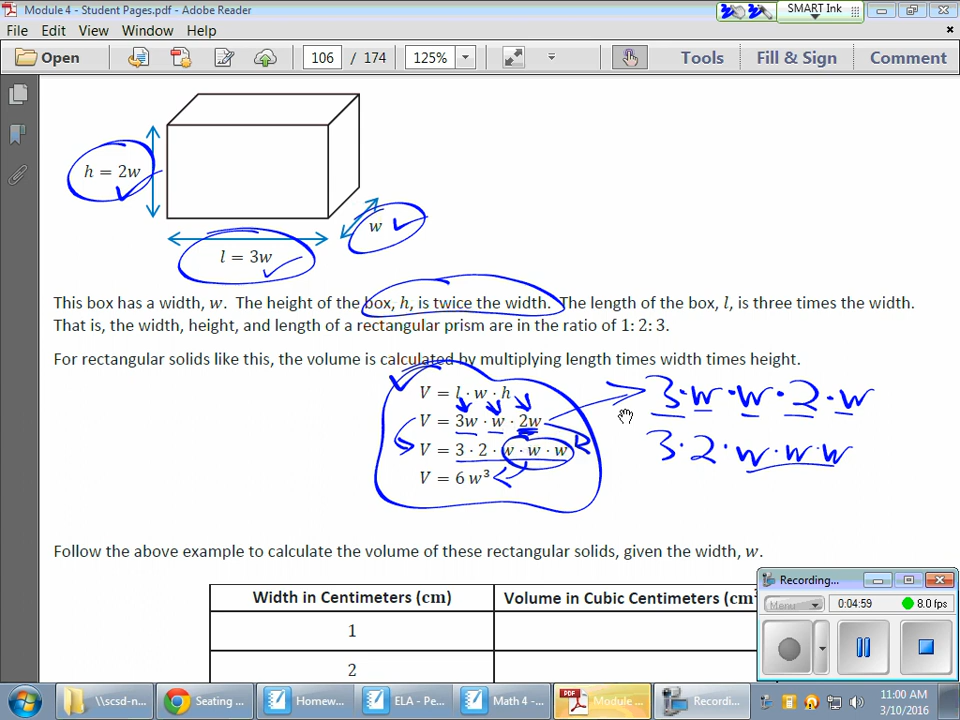 Module 4 - Student Pages.pdf - Adobe Reader
SMART Ink
File Edit View Window Help
Open
106 / 174
125%
Tools
Fill & Sign
Comment
h = 2w
w
l = 3w
This box has a width, w. The height of the box, h, is twice the width. The length of the box, l, is three times the width.
That is, the width, height, and length of a rectangular prism are in the ratio of 1: 2: 3.
For rectangular solids like this, the volume is calculated by multiplying length times width times height.
V = l · w · h
V = 3w · w · 2w
V = 3 · 2 · w · w · w
V = 6 w³
3 · w · w · 2 · w
3 · 2 · w · w · w
Follow the above example to calculate the volume of these rectangular solids, given the width, w.
Width in Centimeters (cm)
Volume in Cubic Centimeters (cm
1
2
Recording...
Menu
0:04:59
8.0 fps
\\scsd-n...
Seating ...
Homew...
ELA - Pe...
Math 4 -...
PDF
Module ...
Recordi...
11:00 AM
3/10/2016